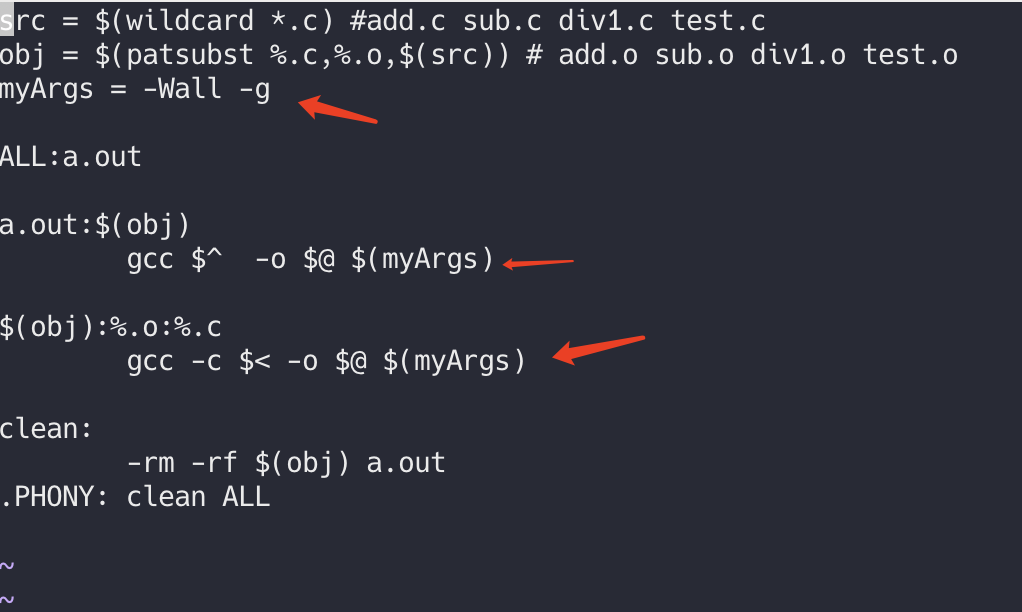 src = $(wildcard *.c) #add.c sub.c div1.c test.c
obj = $(patsubst %.c,%.o,$(src)) # add.o sub.o div1.o test.o
myArgs = -Wall -g
ALL:a.out
a.out:$(obj)
gcc $^  -o $@ $(myArgs)
$(obj):%.o:%.c
gcc -c $< -o $@ $(myArgs)
clean:
-rm -rf $(obj) a.out
.PHONY: clean ALL
~
~